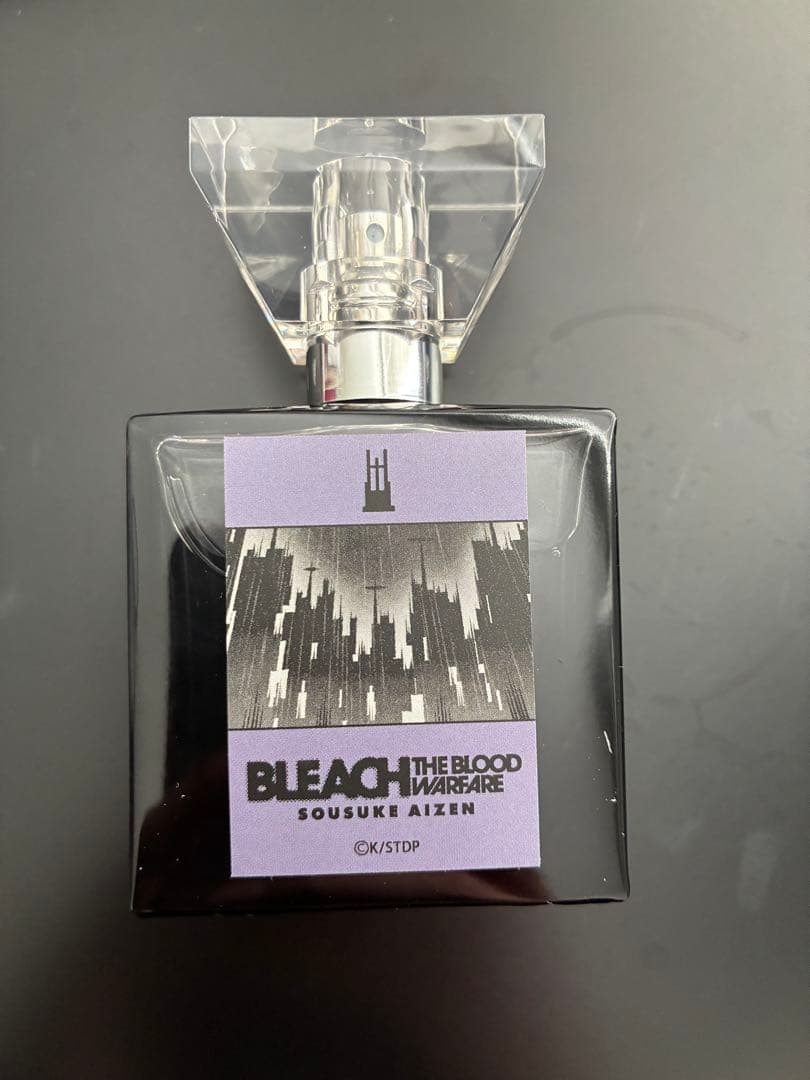 BLEACH THE BLOOD
WARFARE
SOUSUKE AIZEN
©K/STDP